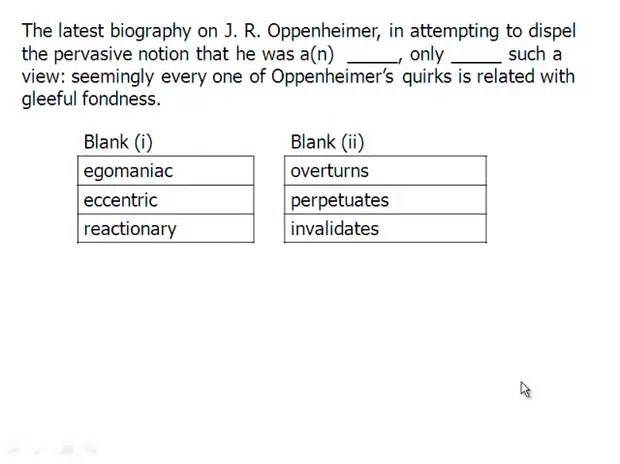 The latest biography on J. R. Oppenheimer, in attempting to dispel
the pervasive notion that he was a(n) _____, only _____ such a
view: seemingly every one of Oppenheimer's quirks is related with
gleeful fondness.
Blank (i) Blank (ii)
egomaniac overturns
eccentric perpetuates
reactionary invalidates